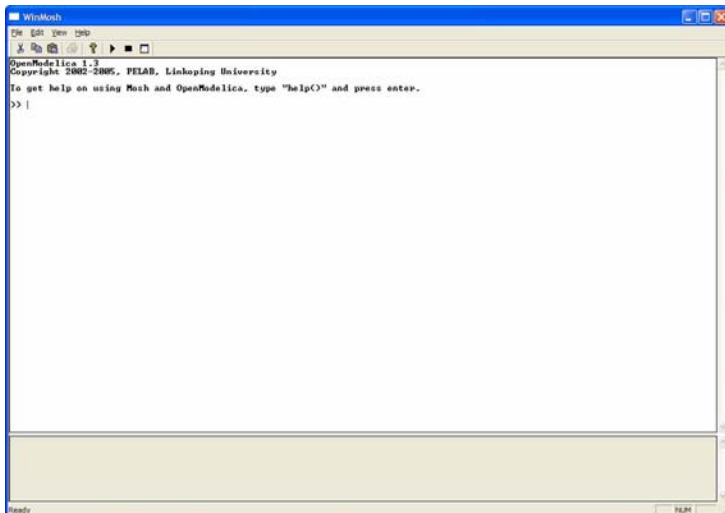 WinMosh
File Edit View Help
OpenModelica 1.3
Copyright 2002-2005, PELAB, Linkoping University
To get help on using Mosh and OpenModelica, type "help()" and press enter.
>>
Ready
NUM